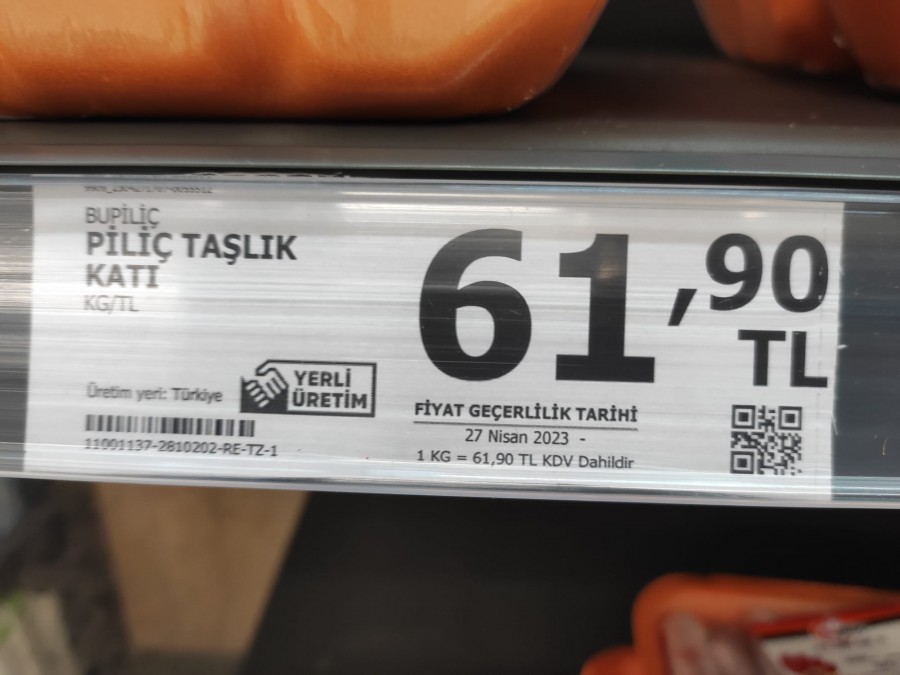 BUPİLİÇ
PİLİÇ TAŞLIK
KATI
KG/TL
61,90
TL
Üretim yeri: Türkiye
YERLİ
ÜRETİM
11001137-2810202-RE-TZ-1
FİYAT GEÇERLİLİK TARİHİ
27 Nisan 2023 -
1 KG = 61,90 TL KDV Dahildir